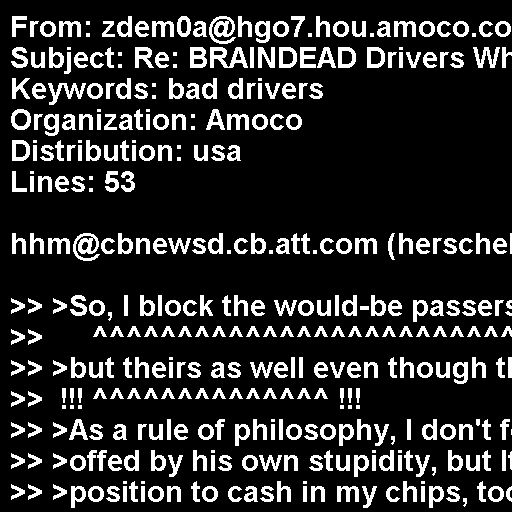 From: zdem0a@hgo7.hou.amoco.co
Subject: Re: BRAINDEAD Drivers Wh
Keywords: bad drivers
Organization: Amoco
Distribution: usa
Lines: 53

hhm@cbnewsd.cb.att.com (herschel
>> >So, I block the would-be passers
>>      ^^^^^^^^^^^^^^^^^^^^^^^^^
>> >but theirs as well even though th
>>  !!! ^^^^^^^^^^^^^^ !!!
>> >As a rule of philosophy, I don't f
>> >offed by his own stupidity, but I
>> >position to cash in my chips, too